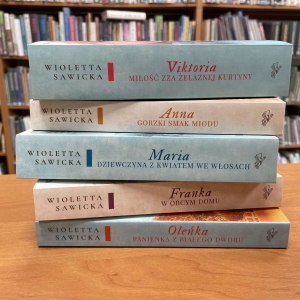 WIOLETTA
SAWICKA
Viktoria
MIŁOŚĆ ZZA ŻELAZNEJ KURTYNY
WIOLETTA
SAWICKA
Anna
GORZKI SMAK MIODU
WIOLETTA
SAWICKA
Maria
DZIEWCZYNA Z KWIATEM WE WŁOSACH
WIOLETTA
SAWICKA
Franka
W OBCYM DOMU
WIOLETTA
SAWICKA
Oleńka
PANIENKA Z BIAŁEGO DWORU